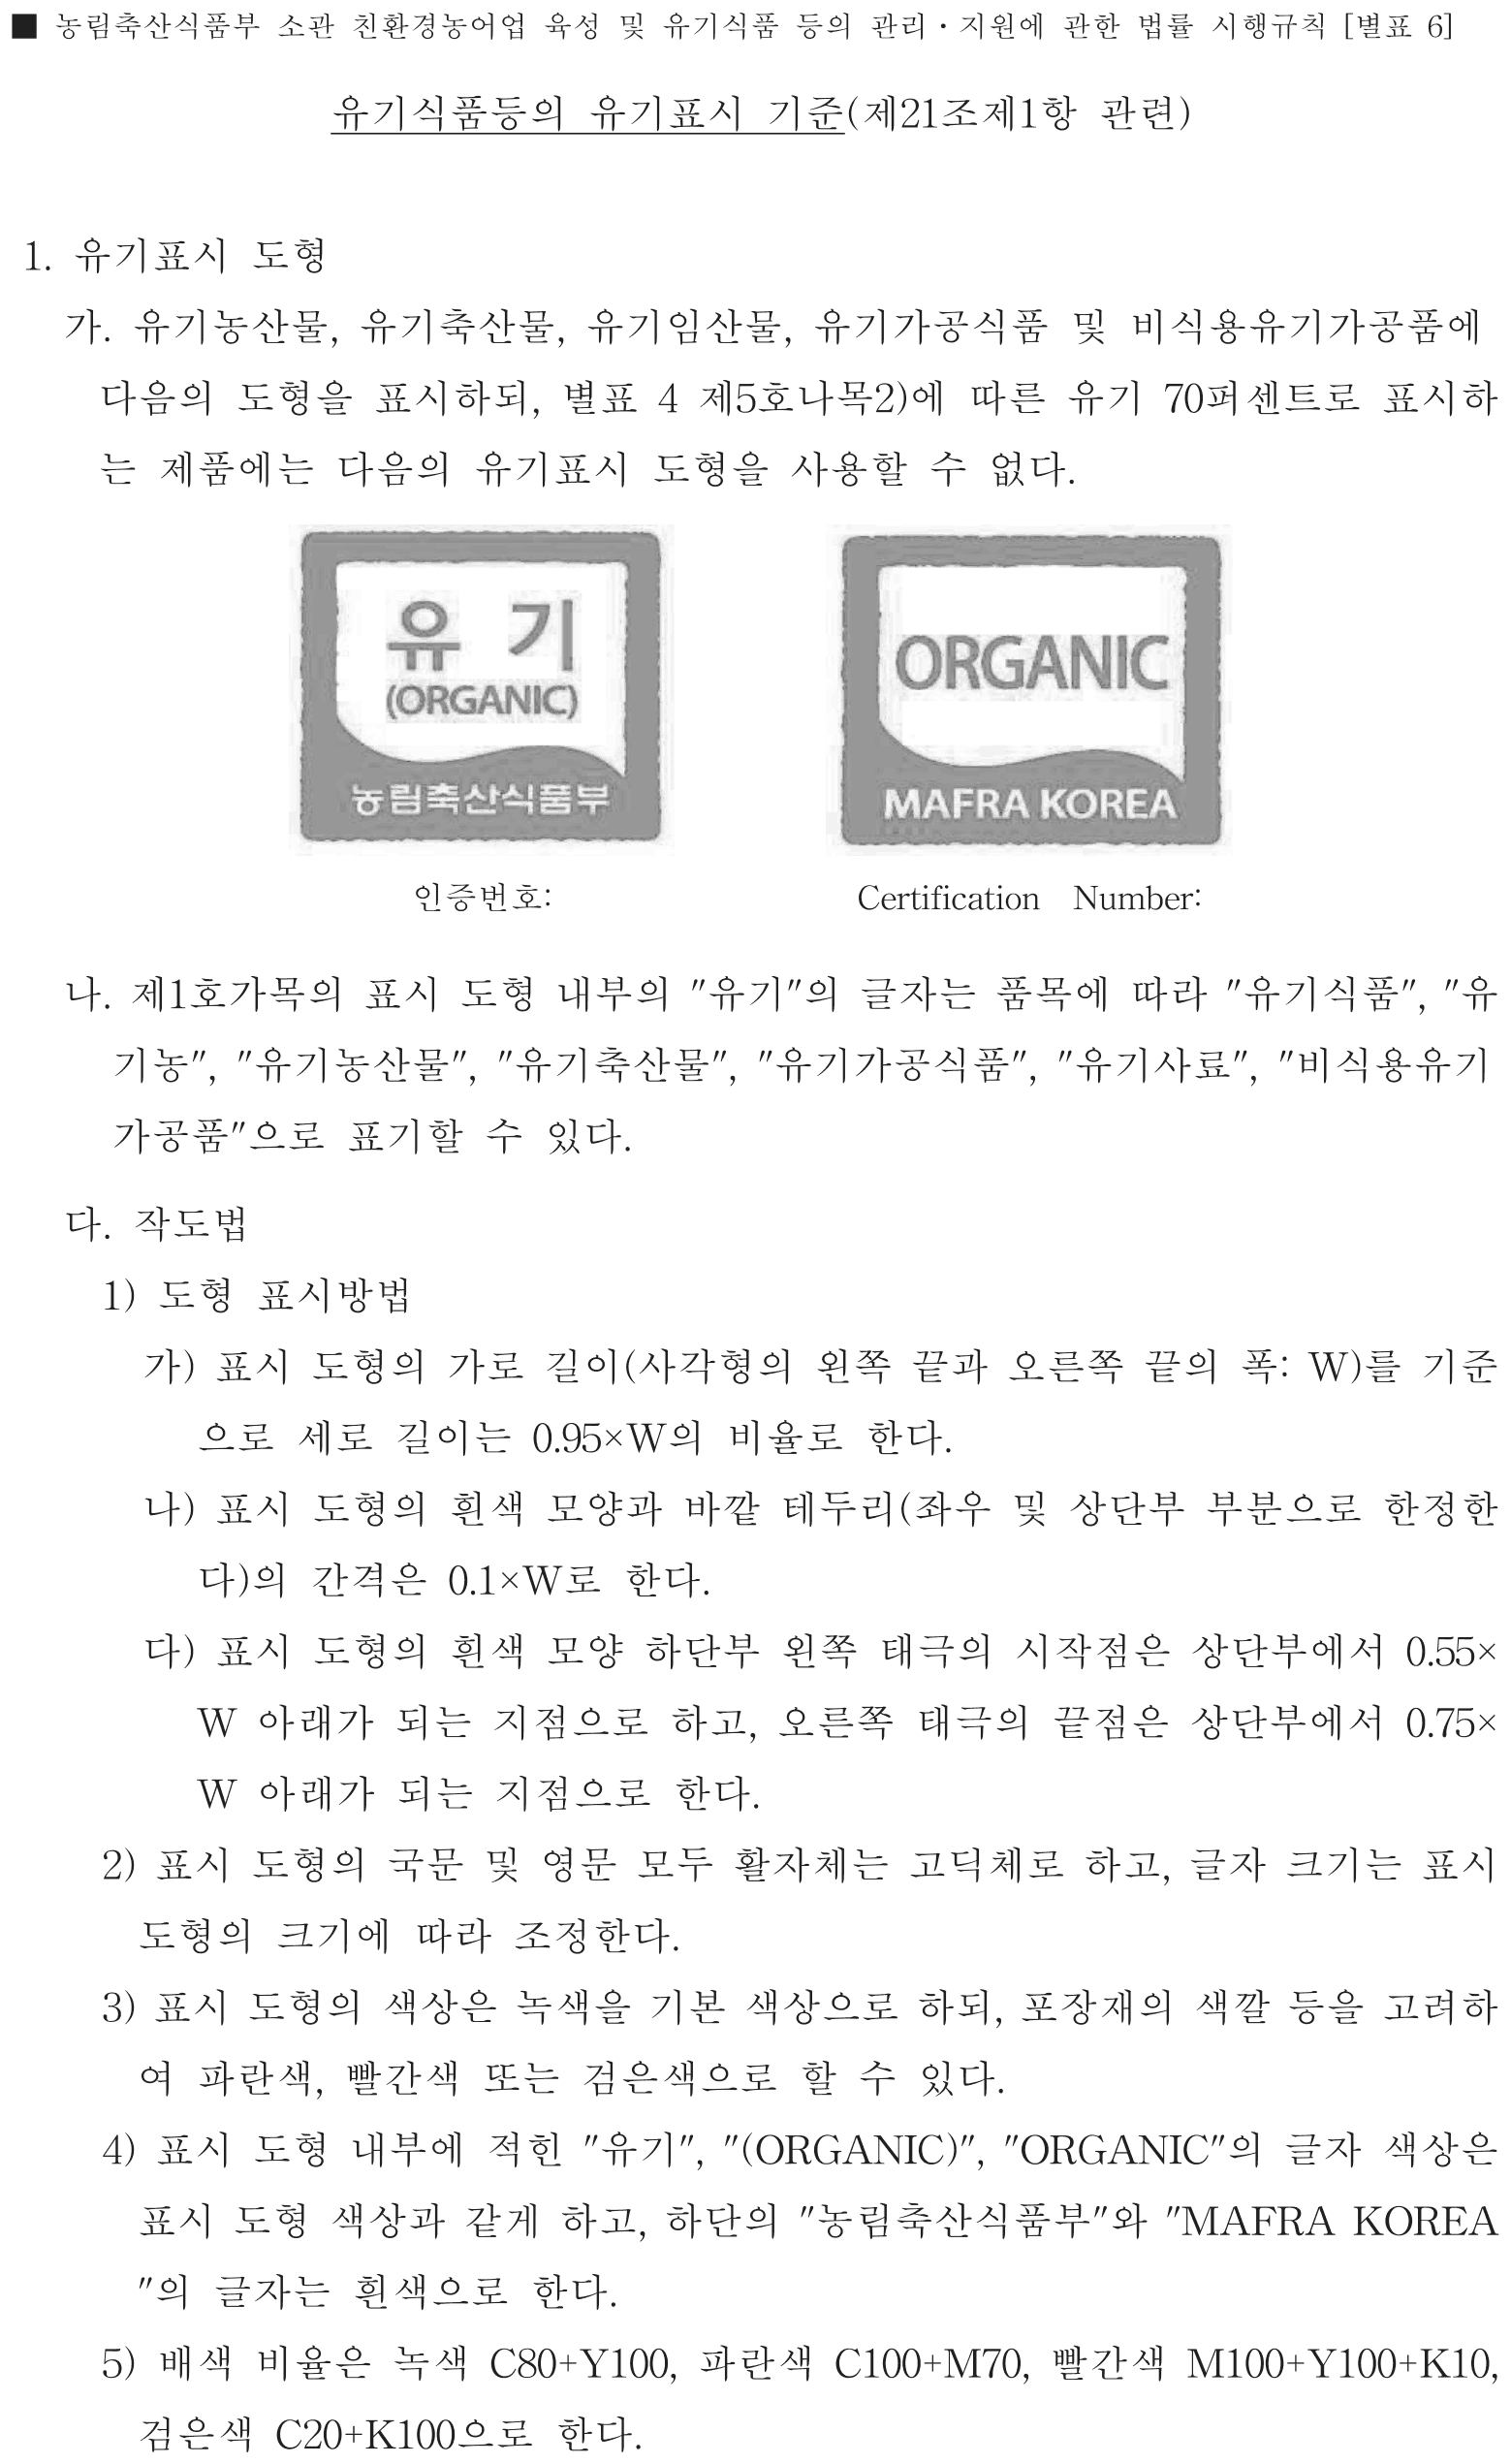 ■ 농림축산식품부 소관 친환경농어업 육성 및 유기식품 등의 관리·지원에 관한 법률 시행규칙 [별표 6]
유기식품등의 유기표시 기준(제21조제1항 관련)
1. 유기표시 도형
가. 유기농산물, 유기축산물, 유기임산물, 유기가공식품 및 비식용유기가공품에
다음의 도형을 표시하되, 별표 4 제5호나목2)에 따른 유기 70퍼센트로 표시하
는 제품에는 다음의 유기표시 도형을 사용할 수 없다.
유 기
(ORGANIC)
농림축산식품부
ORGANIC
MAFRA KOREA
인증번호:
Certification Number:
나. 제1호가목의 표시 도형 내부의 "유기"의 글자는 품목에 따라 "유기식품", "유
기농", "유기농산물", "유기축산물", "유기가공식품", "유기사료", "비식용유기
가공품"으로 표기할 수 있다.
다. 작도법
1) 도형 표시방법
가) 표시 도형의 가로 길이(사각형의 왼쪽 끝과 오른쪽 끝의 폭: W)를 기준
으로 세로 길이는 0.95×W의 비율로 한다.
나) 표시 도형의 흰색 모양과 바깥 테두리(좌우 및 상단부 부분으로 한정한
다)의 간격은 0.1×W로 한다.
다) 표시 도형의 흰색 모양 하단부 왼쪽 태극의 시작점은 상단부에서 0.55×
W 아래가 되는 지점으로 하고, 오른쪽 태극의 끝점은 상단부에서 0.75×
W 아래가 되는 지점으로 한다.
2) 표시 도형의 국문 및 영문 모두 활자체는 고딕체로 하고, 글자 크기는 표시
도형의 크기에 따라 조정한다.
3) 표시 도형의 색상은 녹색을 기본 색상으로 하되, 포장재의 색깔 등을 고려하
여 파란색, 빨간색 또는 검은색으로 할 수 있다.
4) 표시 도형 내부에 적힌 "유기", "(ORGANIC)", "ORGANIC"의 글자 색상은
표시 도형 색상과 같게 하고, 하단의 "농림축산식품부"와 "MAFRA KOREA
"의 글자는 흰색으로 한다.
5) 배색 비율은 녹색 C80+Y100, 파란색 C100+M70, 빨간색 M100+Y100+K10,
검은색 C20+K100으로 한다.